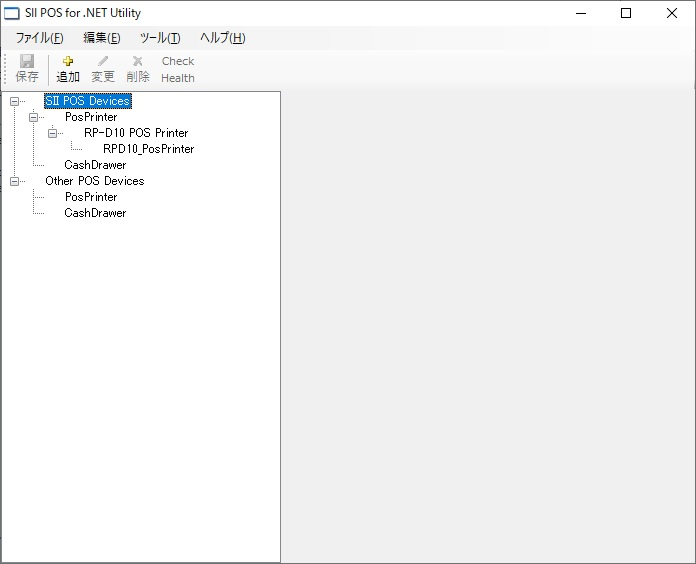 SII POS for .NET Utility
ファイル(F) 編集(E) ツール(T) ヘルプ(H)
保存 追加 変更 削除 Check Health
SII POS Devices
PosPrinter
RP-D10 POS Printer
RPD10_PosPrinter
CashDrawer
Other POS Devices
PosPrinter
CashDrawer